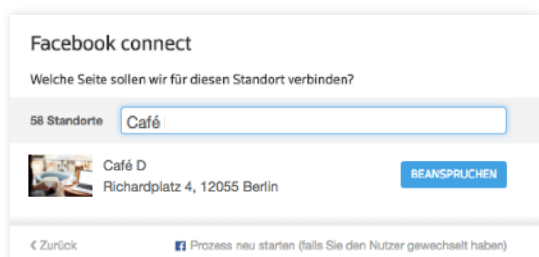 Facebook connect
Welche Seite sollen wir für diesen Standort verbinden?
58 Standorte Café
Café D
Richardplatz 4, 12055 Berlin
BEANSPRUCHEN
Zurück Prozess neu starten (falls Sie den Nutzer gewechselt haben)